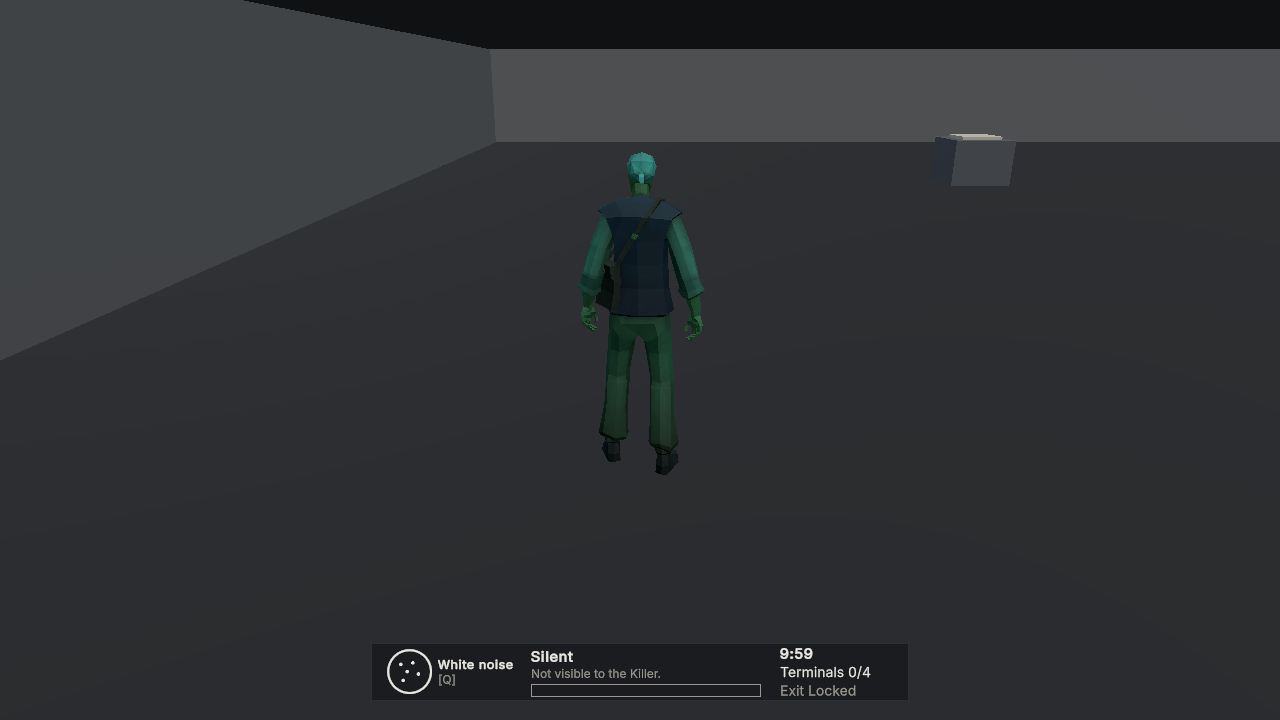 White noise
[Q]
Silent
Not visible to the Killer.
9:59
Terminals 0/4
Exit Locked